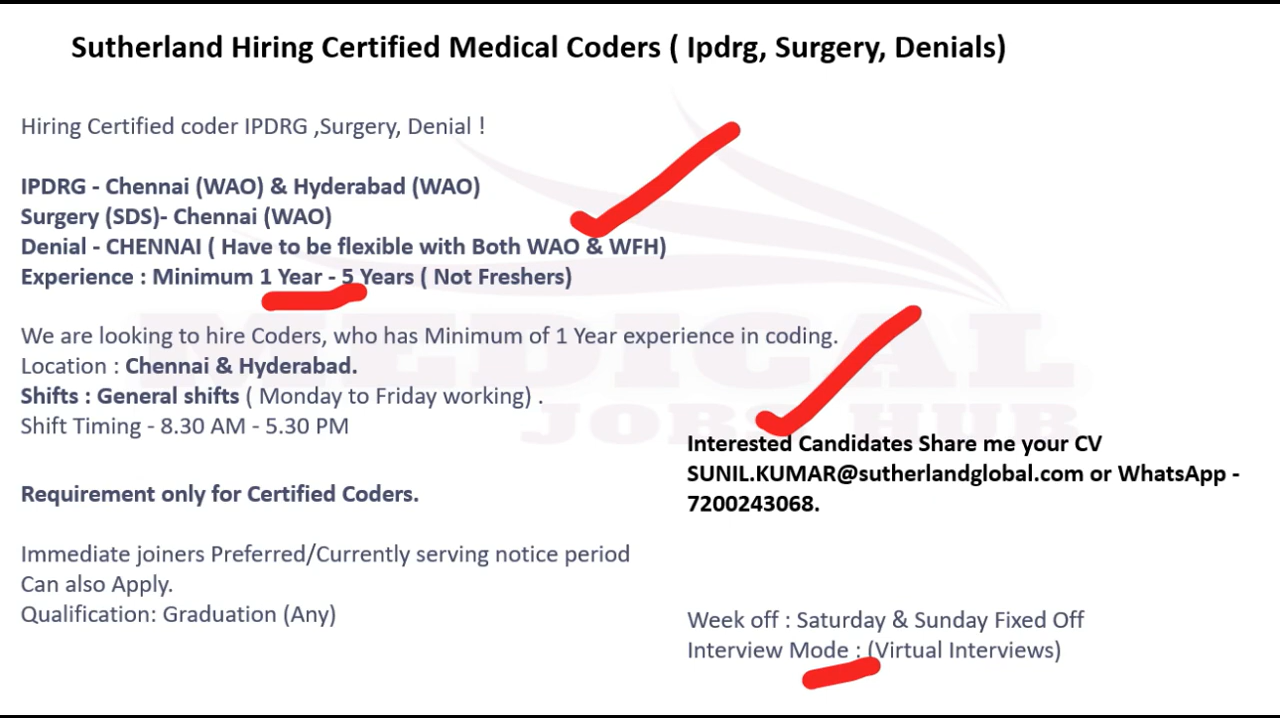 Sutherland Hiring Certified Medical Coders ( Ipdrg, Surgery, Denials)
Hiring Certified coder IPDRG ,Surgery, Denial !
IPDRG - Chennai (WAO) & Hyderabad (WAO)
Surgery (SDS)- Chennai (WAO)
Denial - CHENNAI ( Have to be flexible with Both WAO & WFH)
Experience : Minimum 1 Year - 5 Years ( Not Freshers)
We are looking to hire Coders, who has Minimum of 1 Year experience in coding.
Location : Chennai & Hyderabad.
Shifts : General shifts ( Monday to Friday working) .
Shift Timing - 8.30 AM - 5.30 PM
Requirement only for Certified Coders.
Immediate joiners Preferred/Currently serving notice period
Can also Apply.
Qualification: Graduation (Any)
MEDICAL
JOBS HUB
Interested Candidates Share me your CV
SUNIL.KUMAR@sutherlandglobal.com or WhatsApp -
7200243068.
Week off : Saturday & Sunday Fixed Off
Interview Mode : (Virtual Interviews)